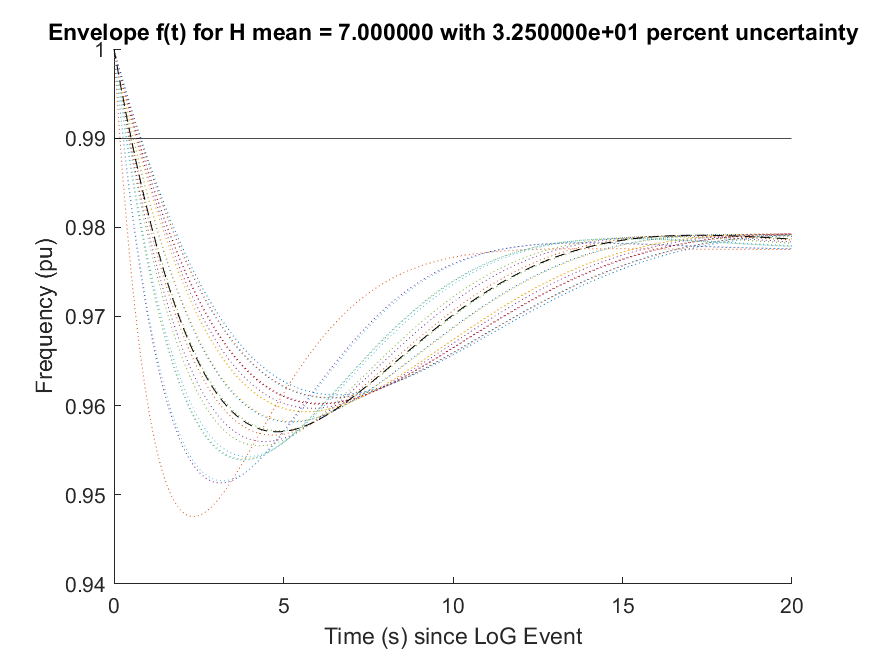 Envelope f(t) for H mean = 7.000000 with 3.250000e+01 percent uncertainty
1
0.99
0.98
0.97
0.96
0.95
0.94
Frequency (pu)
0 5 10 15 20
Time (s) since LoG Event